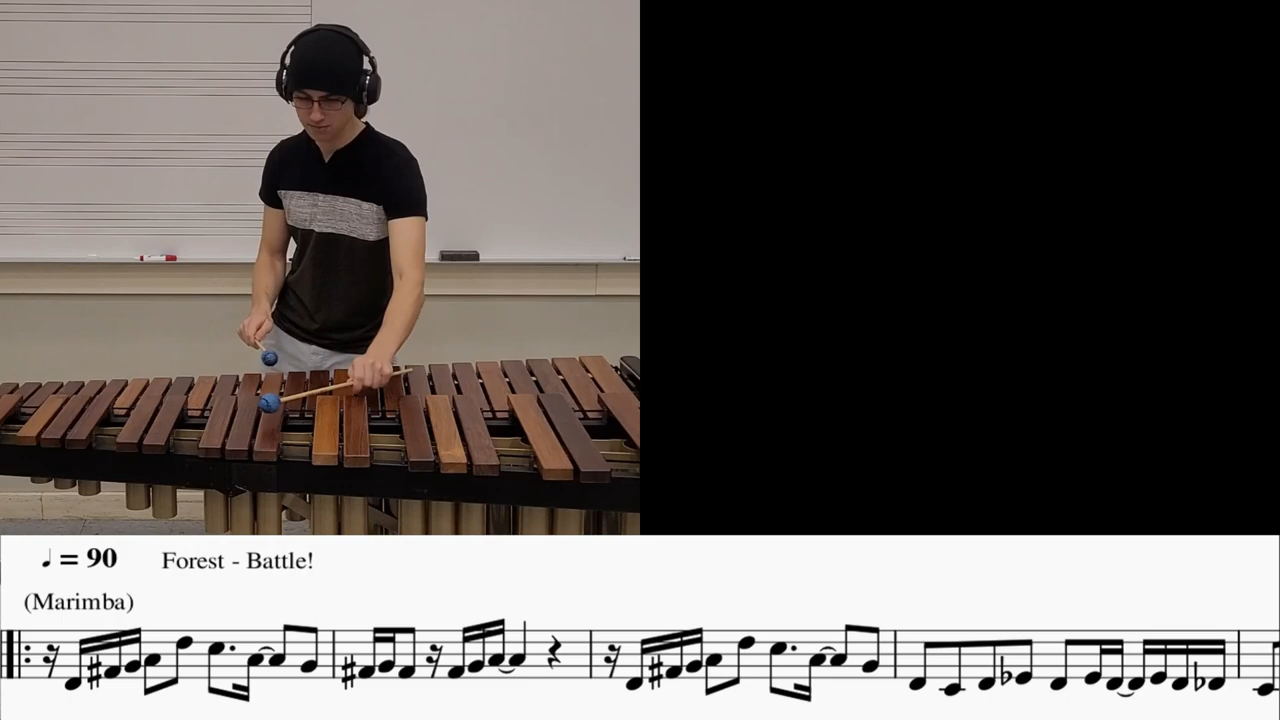 ♩ = 90 Forest - Battle!
(Marimba)